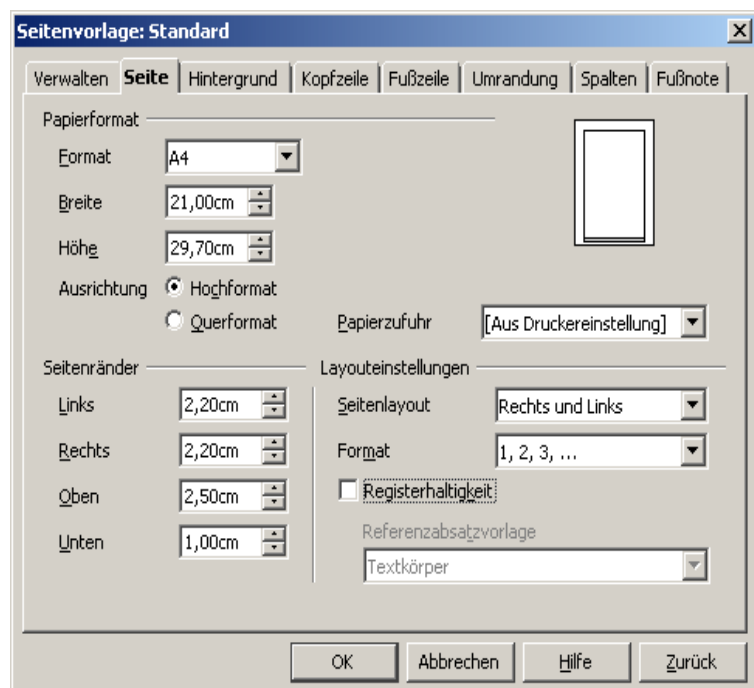 Seitenvorlage: Standard
Verwalten Seite Hintergrund Kopfzeile Fußzeile Umrandung Spalten Fußnote
Papierformat
Format A4
Breite 21,00cm
Höhe 29,70cm
Ausrichtung Hochformat
Querformat Papierzufuhr [Aus Druckereinstellung]
Seitenränder Layouteinstellungen
Links 2,20cm Seitenlayout Rechts und Links
Rechts 2,20cm Format 1, 2, 3, ...
Oben 2,50cm Registerhaltigkeit
Unten 1,00cm Referenzabsatzvorlage
Textkörper
OK Abbrechen Hilfe Zurück